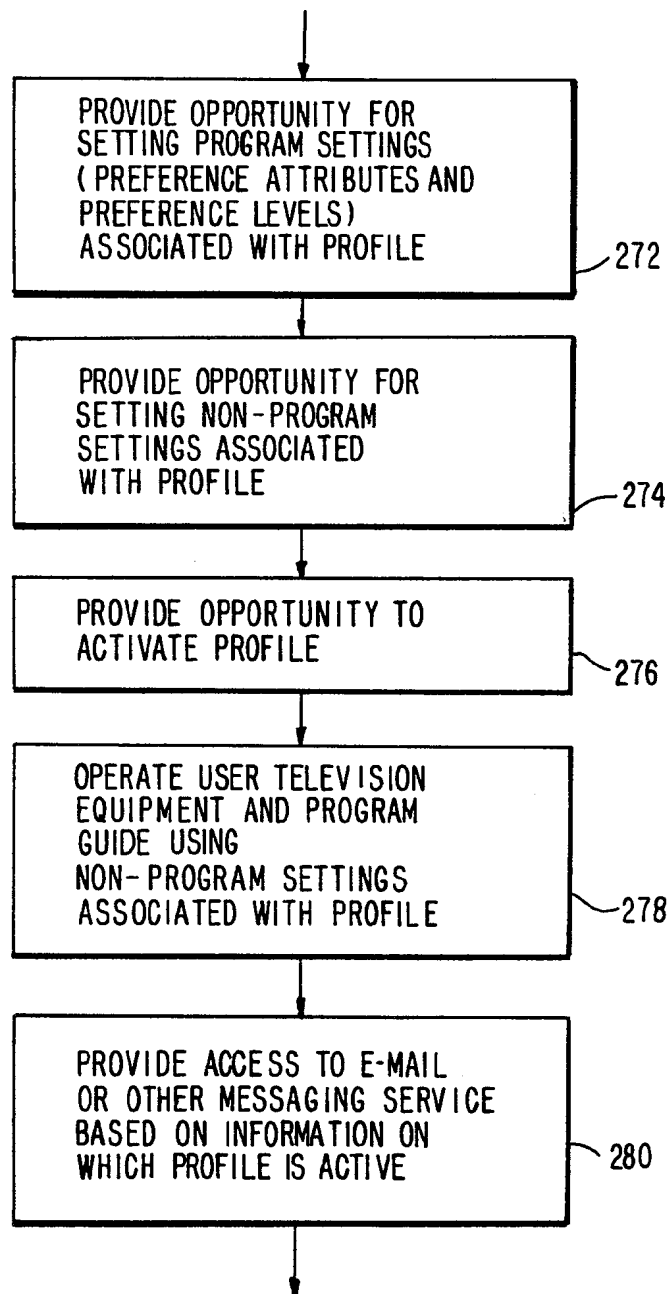 PROVIDE OPPORTUNITY FOR
SETTING PROGRAM SETTINGS
(PREFERENCE ATTRIBUTES AND
PREFERENCE LEVELS)
ASSOCIATED WITH PROFILE
272
PROVIDE OPPORTUNITY FOR
SETTING NON-PROGRAM
SETTINGS ASSOCIATED
WITH PROFILE
274
PROVIDE OPPORTUNITY TO
ACTIVATE PROFILE
276
OPERATE USER TELEVISION
EQUIPMENT AND PROGRAM
GUIDE USING
NON-PROGRAM SETTINGS
ASSOCIATED WITH PROFILE
278
PROVIDE ACCESS TO E-MAIL
OR OTHER MESSAGING SERVICE
BASED ON INFORMATION ON
WHICH PROFILE IS ACTIVE
280